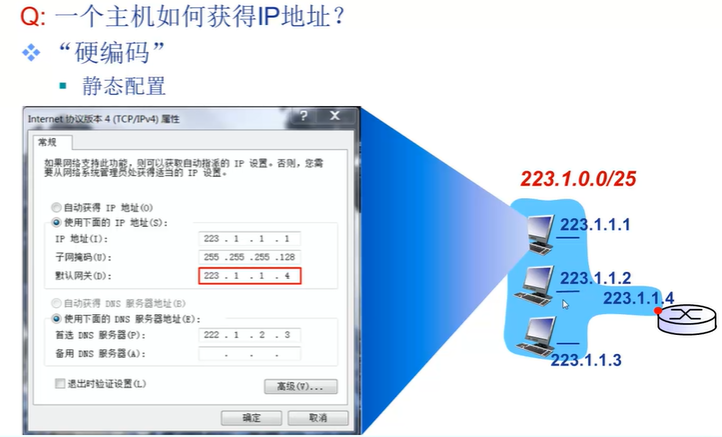 Q: 一个主机如何获得IP地址？
“硬编码”
静态配置
Internet 协议版本 4 (TCP/IPv4) 属性
常规
如果网络支持此功能，则可以获取自动指派的 IP 设置。否则，您需
要从网络系统管理员处获得适当的 IP 设置。
自动获得 IP 地址(O)
使用下面的 IP 地址(S):
IP 地址(I): 223 . 1 . 1 . 1
子网掩码(U): 255 .255 .255 .128
默认网关(D): 223 . 1 . 1 . 4
自动获得 DNS 服务器地址(B)
使用下面的 DNS 服务器地址(E):
首选 DNS 服务器(P): 222 . 1 . 2 . 3
备用 DNS 服务器(A): . . .
退出时验证设置(L)
高级(V)...
确定
取消
223.1.0.0/25
223.1.1.1
223.1.1.2
223.1.1.4
223.1.1.3